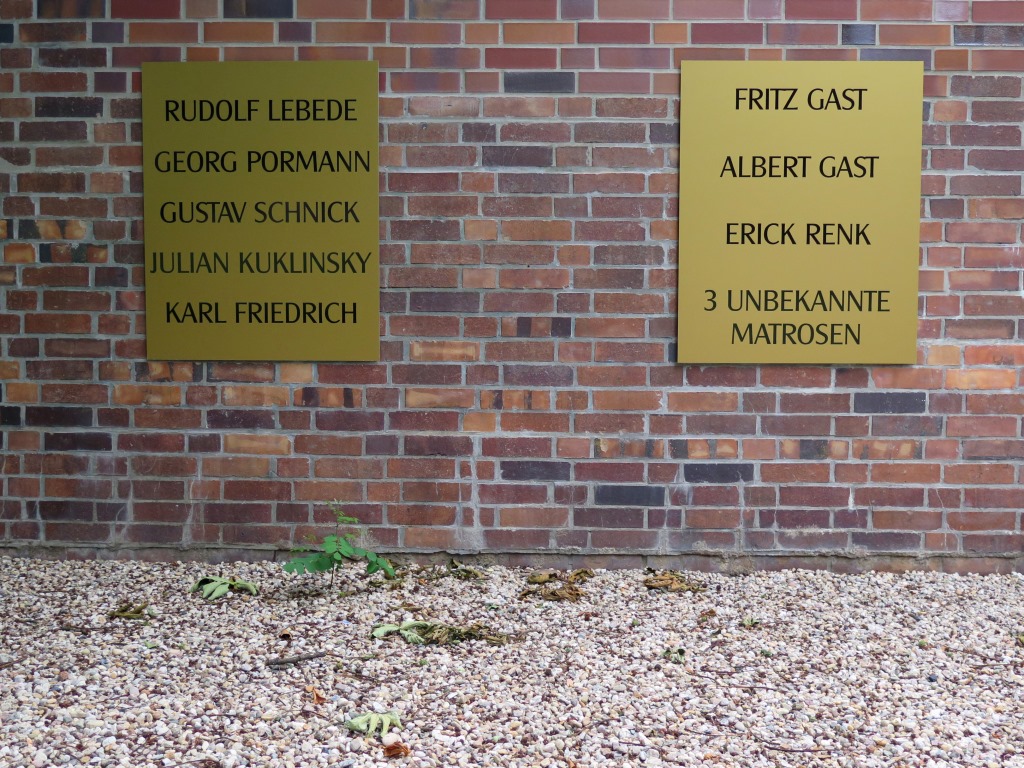 RUDOLF LEBEDE
GEORG PORMANN
GUSTAV SCHNICK
JULIAN KUKLINSKY
KARL FRIEDRICH
FRITZ GAST
ALBERT GAST
ERICK RENK
3 UNBEKANNTE
MATROSEN